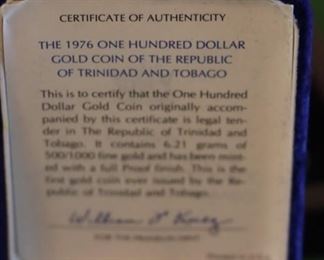 CERTIFICATE OF AUTHENTICITY
THE 1976 ONE HUNDRED DOLLAR
GOLD COIN OF THE REPUBLIC
OF TRINIDAD AND TOBAGO
This is to certify that the One Hundred
Dollar Gold Coin originally accom-
panied by this certificate is legal ten-
der in The Republic of Trinidad and
Tobago. It contains 6.21 grams of
500/1000 fine gold and has been mint-
ed with a full Proof finish. This is the
first gold coin ever issued by the Re-
public of Trinidad and Tobago.
William
FOR THE FRANKLIN MINT